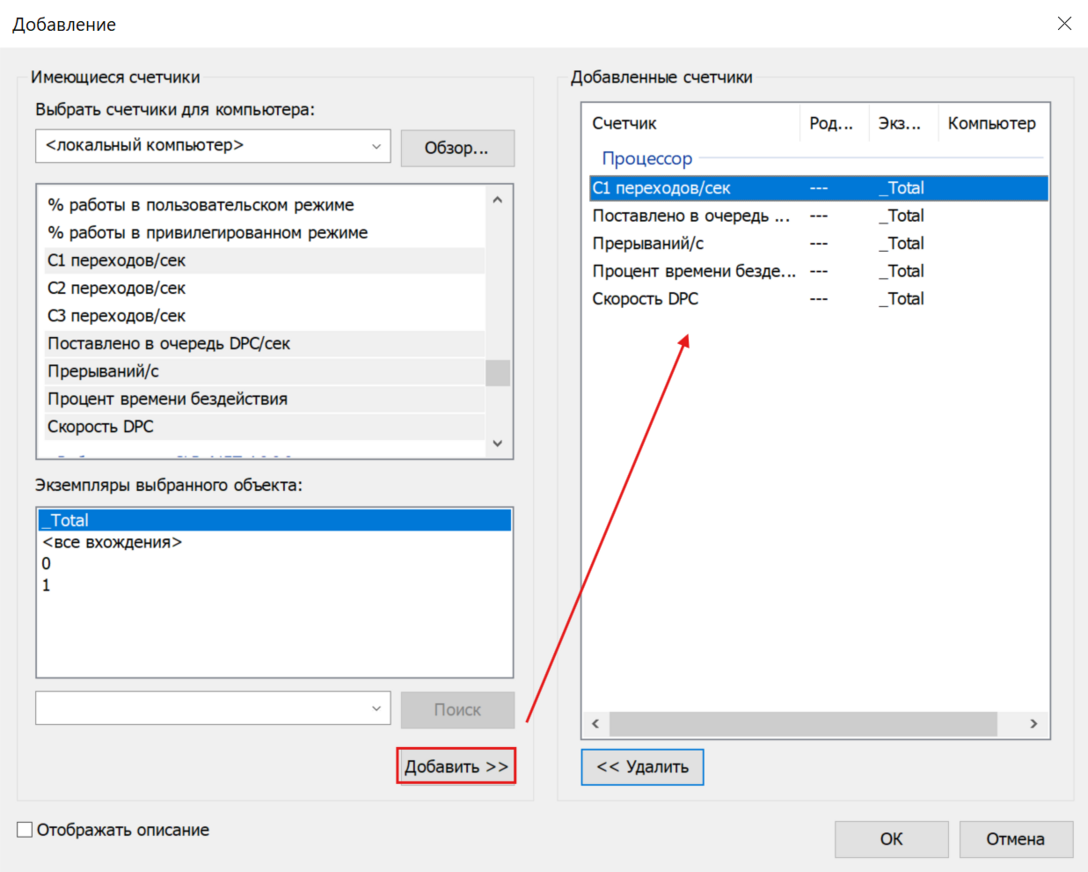 Добавление
Имеющиеся счетчики
Выбрать счетчики для компьютера:
<локальный компьютер>
Обзор...
% работы в пользовательском режиме
% работы в привилегированном режиме
C1 переходов/сек
C2 переходов/сек
C3 переходов/сек
Поставлено в очередь DPC/сек
Прерываний/с
Процент времени бездействия
Скорость DPC
Экземпляры выбранного объекта:
_Total
<все вхождения>
0
1
Поиск
Добавить >>
Отображать описание
Добавленные счетчики
Счетчик Род... Экз... Компьютер
Процессор
C1 переходов/сек --- _Total
Поставлено в очередь ... --- _Total
Прерываний/с --- _Total
Процент времени безде... --- _Total
Скорость DPC --- _Total
<< Удалить
ОК Отмена